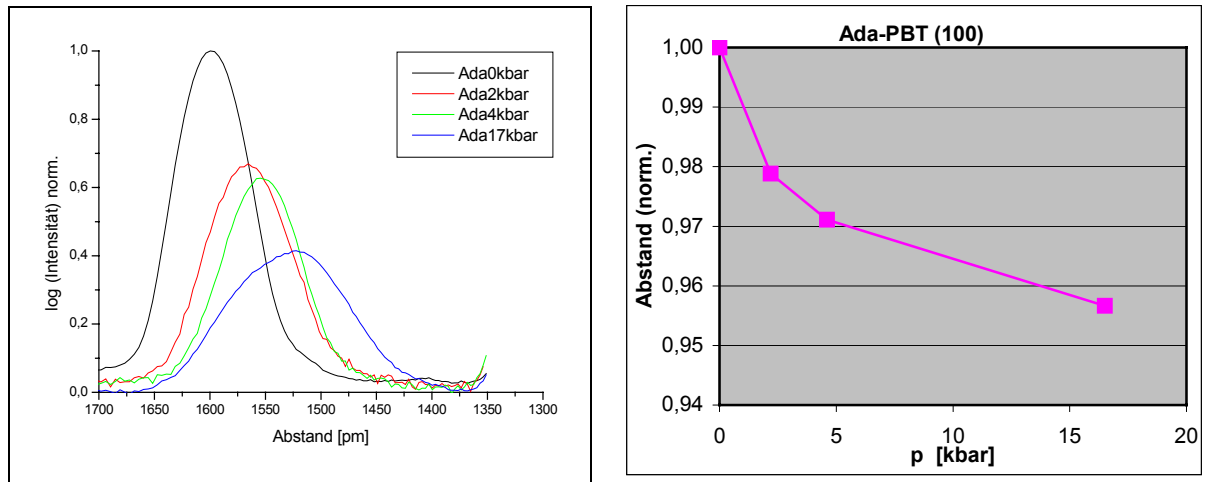 log (Intensität) norm.
1,0
0,8
0,6
0,4
0,2
0,0
1700 1650 1600 1550 1500 1450 1400 1350 1300
Abstand [pm]
Ada0kbar
Ada2kbar
Ada4kbar
Ada17kbar
Ada-PBT (100)
Abstand (norm.)
1,00
0,99
0,98
0,97
0,96
0,95
0,94
0 5 10 15 20
p [kbar]